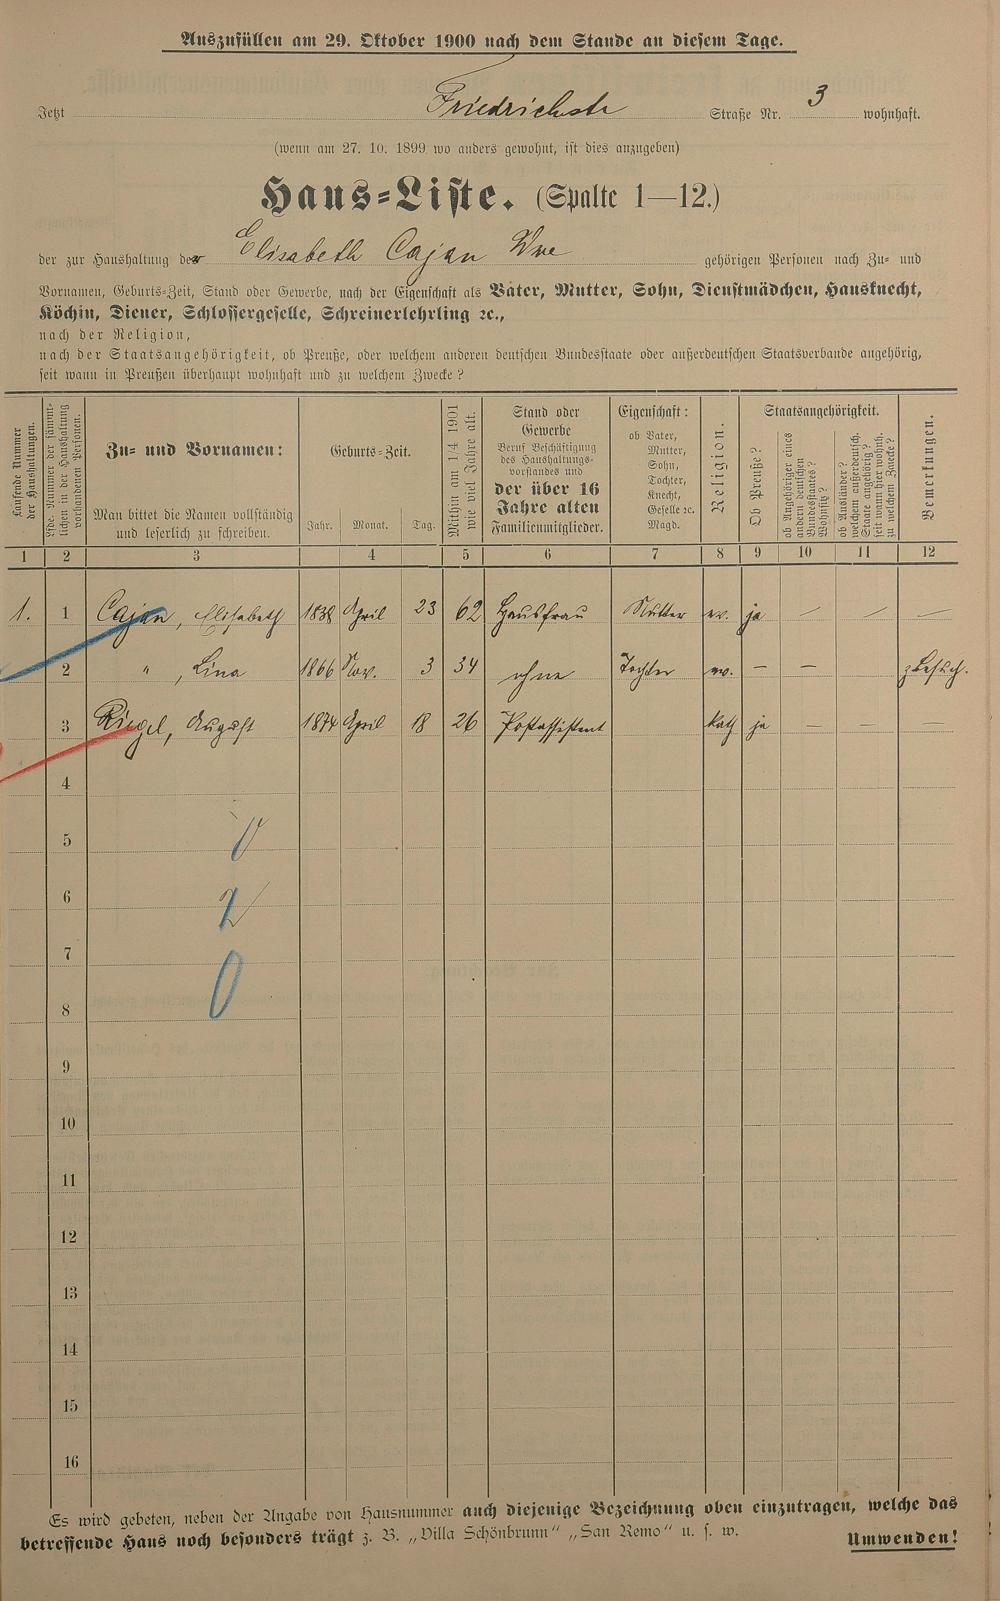 Auszufüllen am 29. Oktober 1900 nach dem Stande an diesem Tage.
Jetzt Friedrichstr Straße Nr. 3 wohnhaft.
(wenn am 27. 10. 1899 wo anders gewohnt, ist dies anzugeben)
Haus-Liste. (Spalte 1—12.)
der zur Haushaltung der Elisabeth Cajan Wwe gehörigen Personen nach Zu- und
Vornamen, Geburts-Zeit, Stand oder Gewerbe, nach der Eigenschaft als Vater, Mutter, Sohn, Dienstmädchen, Hausknecht,
Köchin, Diener, Schlossergeselle, Schreinerlehrling ꝛc.,
nach der Religion,
nach der Staatsangehörigkeit, ob Preuße, oder welchem anderen deutschen Bundesstaate oder außerdeutschen Staatsverbande angehörig,
seit wann in Preußen überhaupt wohnhaft und zu welchem Zwecke?
Laufende Nummer
der Haushaltungen.
Lfde. Nummer der sämmt-
lichen in der Haushaltung
vorhandenen Personen.
Zu- und Vornamen:
Man bittet die Namen vollständig
und leserlich zu schreiben.
Geburts-Zeit.
Jahr. Monat. Tag.
Mithin am 1/4 1901
wie viel Jahre alt.
Stand oder
Gewerbe
Beruf Beschäftigung
des Haushaltungs-
vorstandes und
der über 16
Jahre alten
Familienmitglieder.
Eigenschaft:
ob Vater,
Mutter,
Sohn,
Tochter,
Knecht,
Geselle ꝛc.
Magd.
Religion.
Staatsangehörigkeit.
Ob Preuße?
ob Angehöriger eines
andern deutschen
Bundesstaates?
Wohnsitz?
ob Ausländer?
welchem außerdeutsch.
Staate angehörig?
seit wann hier wohnh.
zu welchem Zwecke?
Bemerkungen.
1 2 3 4 5 6 7 8 9 10 11 12
1. 1 Cajan, Elisabeth 1838 April 23 62 Hausfrau Mutter ev. ja — — —
2 " , Lina 1866 Nov. 3 34 ohne Tochter ev. — — z Besuch.
3 Riegel, August 1874 April 18 26 Postassistent kath ja — — —
4
5
6 2
7
8 0
9
10
11
12
13
14
15
16
Es wird gebeten, neben der Angabe von Hausnummer auch diejenige Bezeichnung oben einzutragen, welche das
betreffende Haus noch besonders trägt z. B. „Villa Schönbrunn" „San Remo" u. s. w. Umwenden!